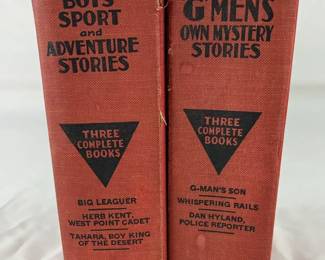 BOYS'
SPORT
and
ADVENTURE
STORIES
THREE
COMPLETE
BOOKS
BIG LEAGUER
HERB KENT,
WEST POINT CADET
TAHARA, BOY KING
OF THE DESERT
G'MEN'S
OWN MYSTERY
STORIES
THREE
COMPLETE
BOOKS
G-MAN'S SON
WHISPERING RAILS
DAN HYLAND,
POLICE REPORTER